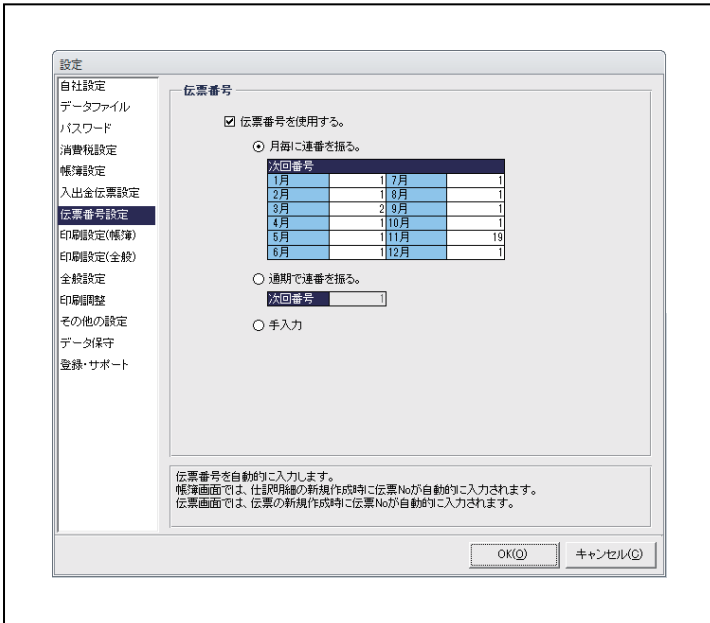 設定
自社設定
データファイル
パスワード
消費税設定
帳簿設定
入出金伝票設定
伝票番号設定
印刷設定(帳簿)
印刷設定(全般)
全般設定
印刷調整
その他の設定
データ保守
登録・サポート
伝票番号
伝票番号を使用する。
月毎に連番を振る。
次回番号
1月 1 7月 1
2月 1 8月 1
3月 2 9月 1
4月 1 10月 1
5月 1 11月 19
6月 1 12月 1
通期で連番を振る。
次回番号 1
手入力
伝票番号を自動的に入力します。
帳簿画面では、仕訳明細の新規作成時に伝票Noが自動的に入力されます。
伝票画面では、伝票の新規作成時に伝票Noが自動的に入力されます。
OK(O) キャンセル(C)